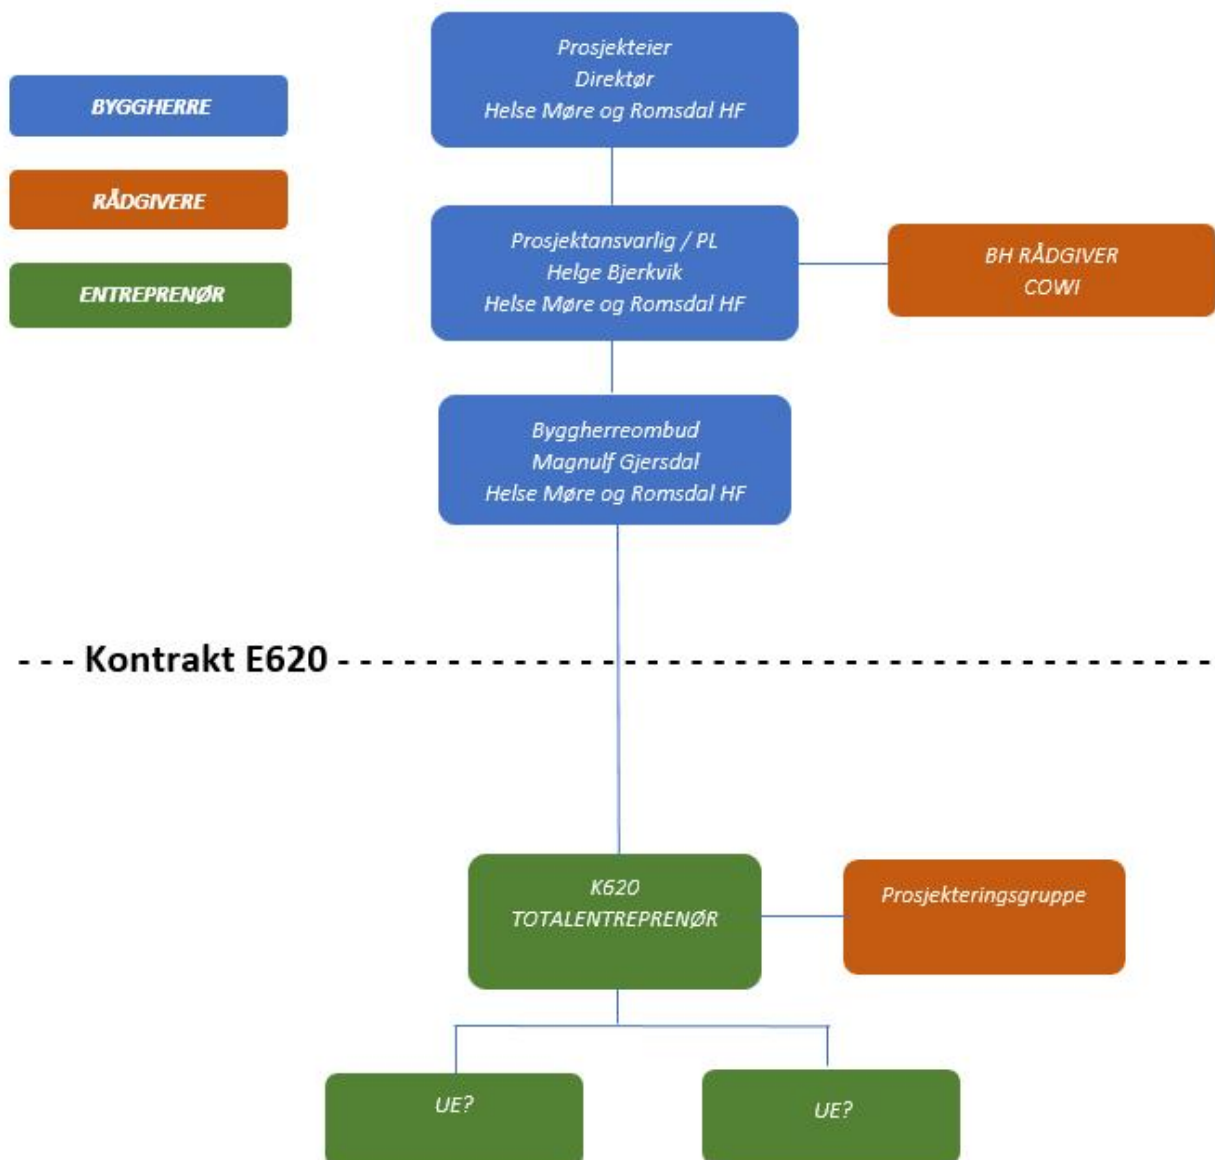 Prosjekteier
Direktør
Helse Møre og Romsdal HF
BYGGHERRE
RÅDGIVERE
ENTREPRENØR
Prosjektansvarlig / PL
Helge Bjerkvik
Helse Møre og Romsdal HF
BH RÅDGIVER
COWI
Byggherreombud
Magnulf Gjersdal
Helse Møre og Romsdal HF
Kontrakt E620
K620
TOTALENTREPRENØR
Prosjekteringsgruppe
UE?
UE?